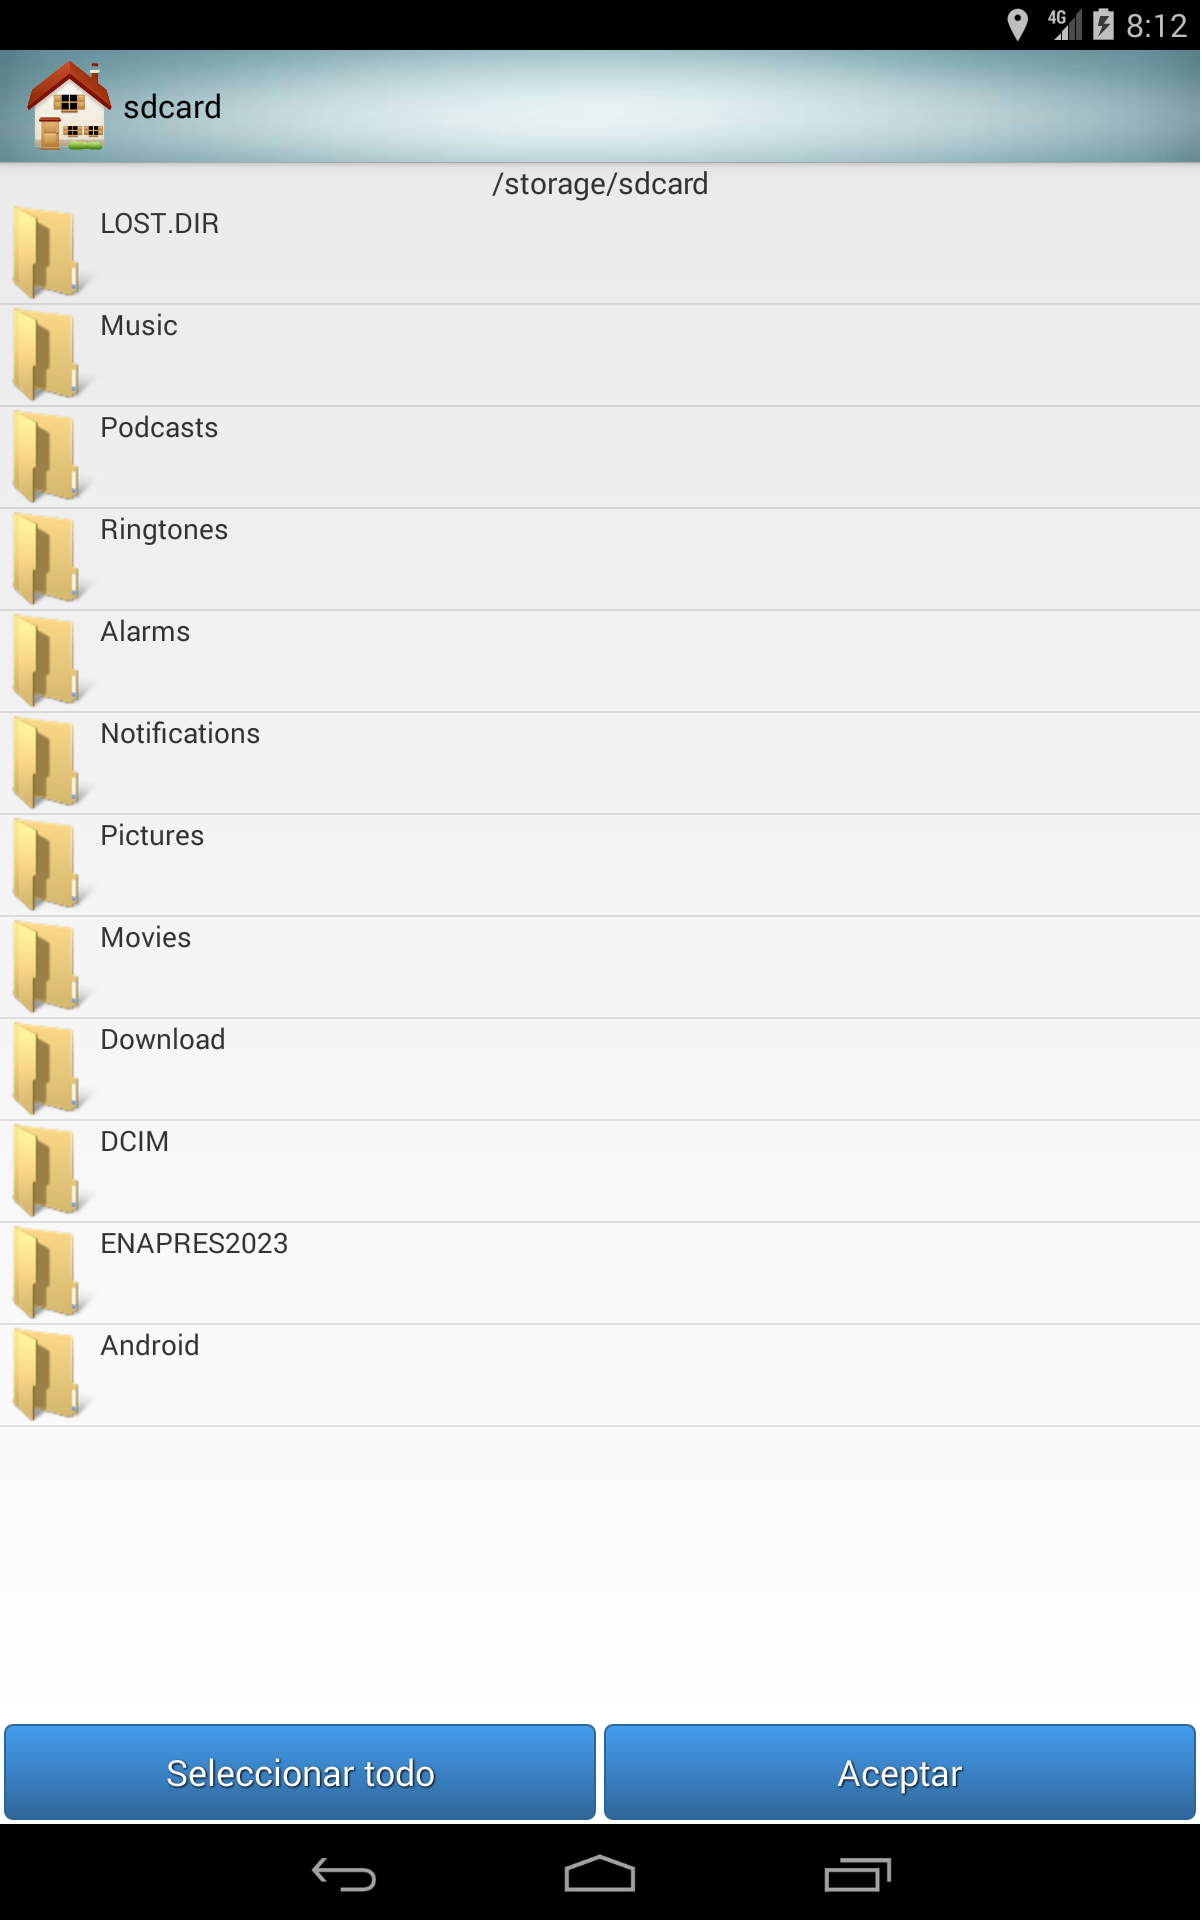 4G 8:12
sdcard
/storage/sdcard
LOST.DIR
Music
Podcasts
Ringtones
Alarms
Notifications
Pictures
Movies
Download
DCIM
ENAPRES2023
Android
Seleccionar todo Aceptar